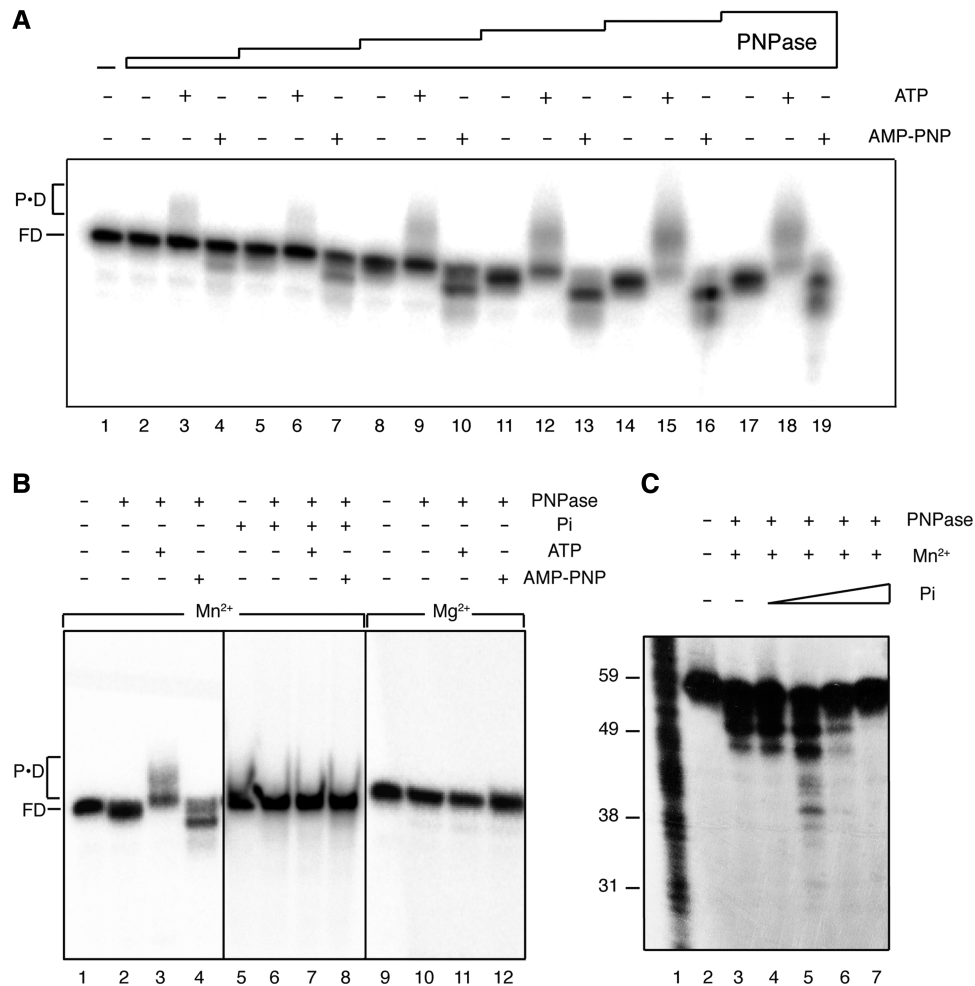 A
PNPase
– – – + – – + – – + – – + – – + – – + – ATP
– – – – + – – + – – + – – + – – + – – + AMP-PNP
P•D
FD
1 2 3 4 5 6 7 8 9 10 11 12 13 14 15 16 17 18 19
B
– + + + – + + + – + + + PNPase
– – – – + + + + – – – – Pi
– – + – – – + – – – + – ATP
– – – + – – – + – – – + AMP-PNP
Mn2+ Mg2+
P•D
FD
1 2 3 4 5 6 7 8 9 10 11 12
C
– + + + + + PNPase
– + + + + + Mn2+
– – Pi
59
49
38
31
1 2 3 4 5 6 7